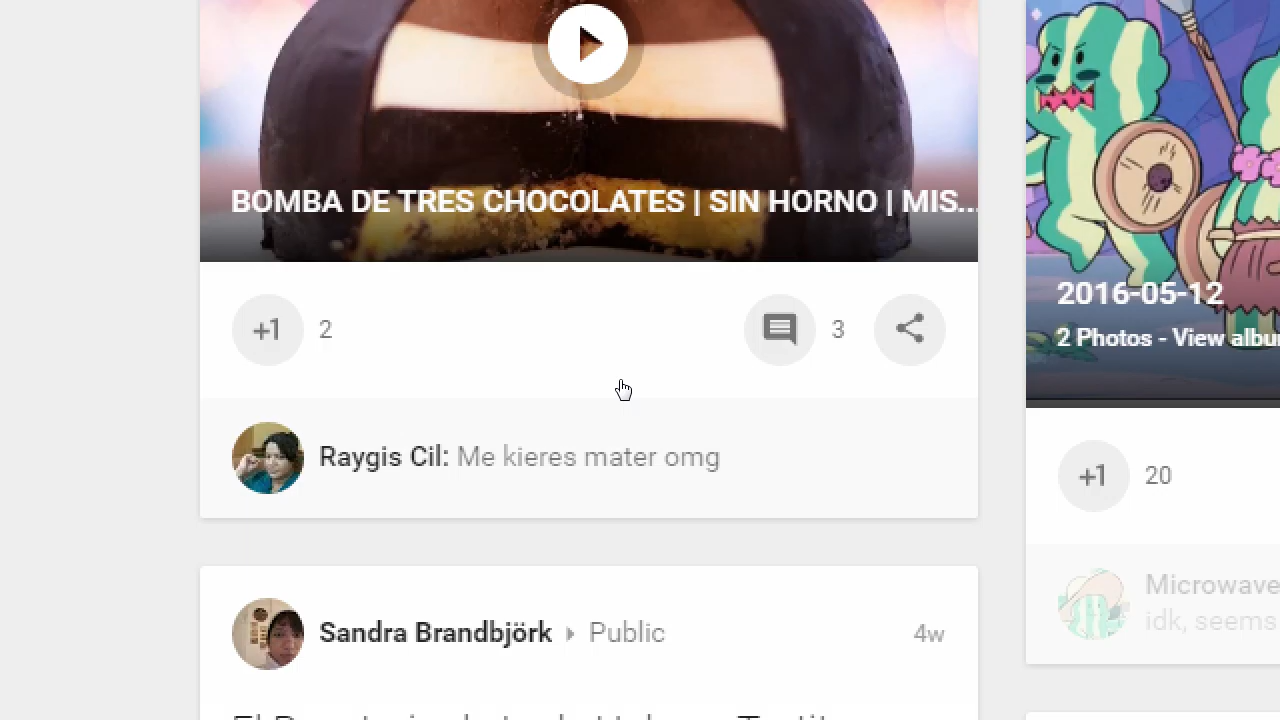 BOMBA DE TRES CHOCOLATES | SIN HORNO | MIS...
+1 2 3
Raygis Cil: Me kieres mater omg
Sandra Brandbjörk Public 4w
2016-05-12
2 Photos - View albu
+1 20
Microwave
idk, seems